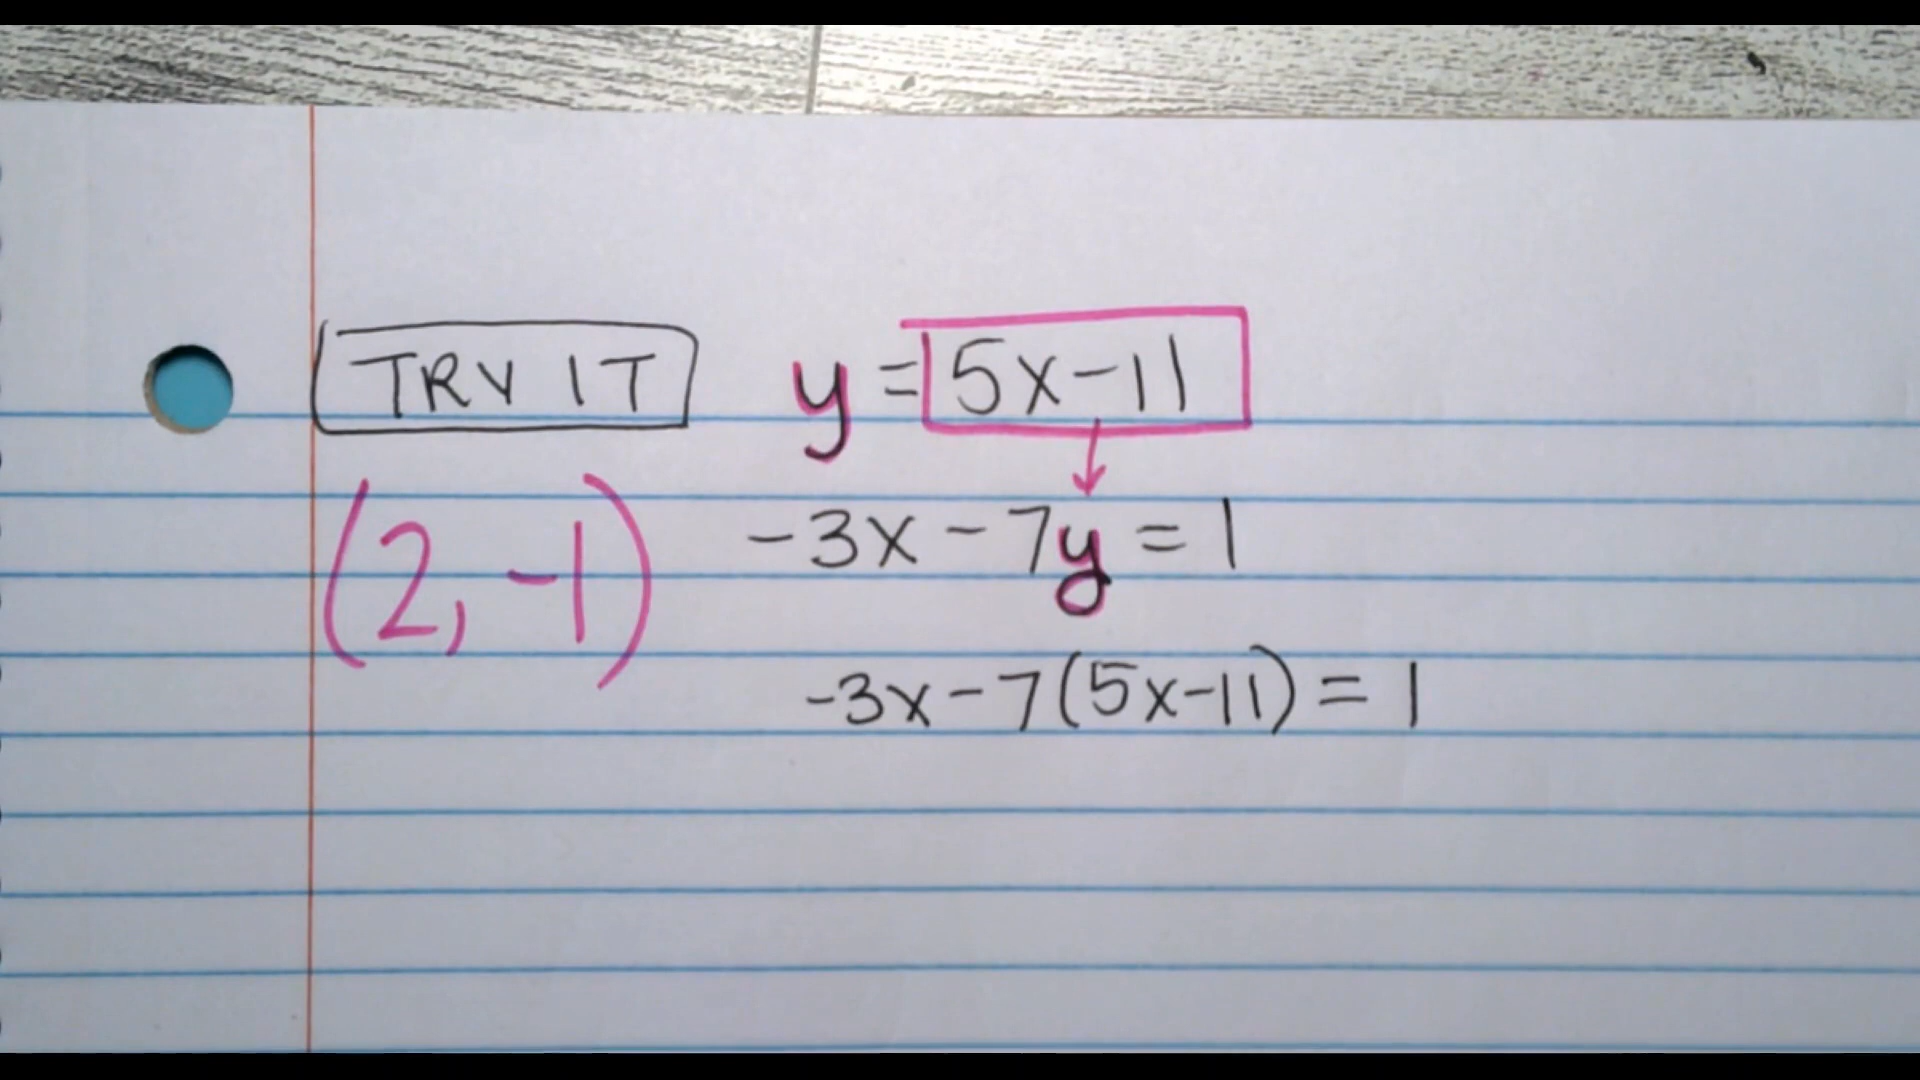 TRY IT
y = 5x-11
(2, -1)
-3x - 7y = 1
-3x - 7(5x-11) = 1